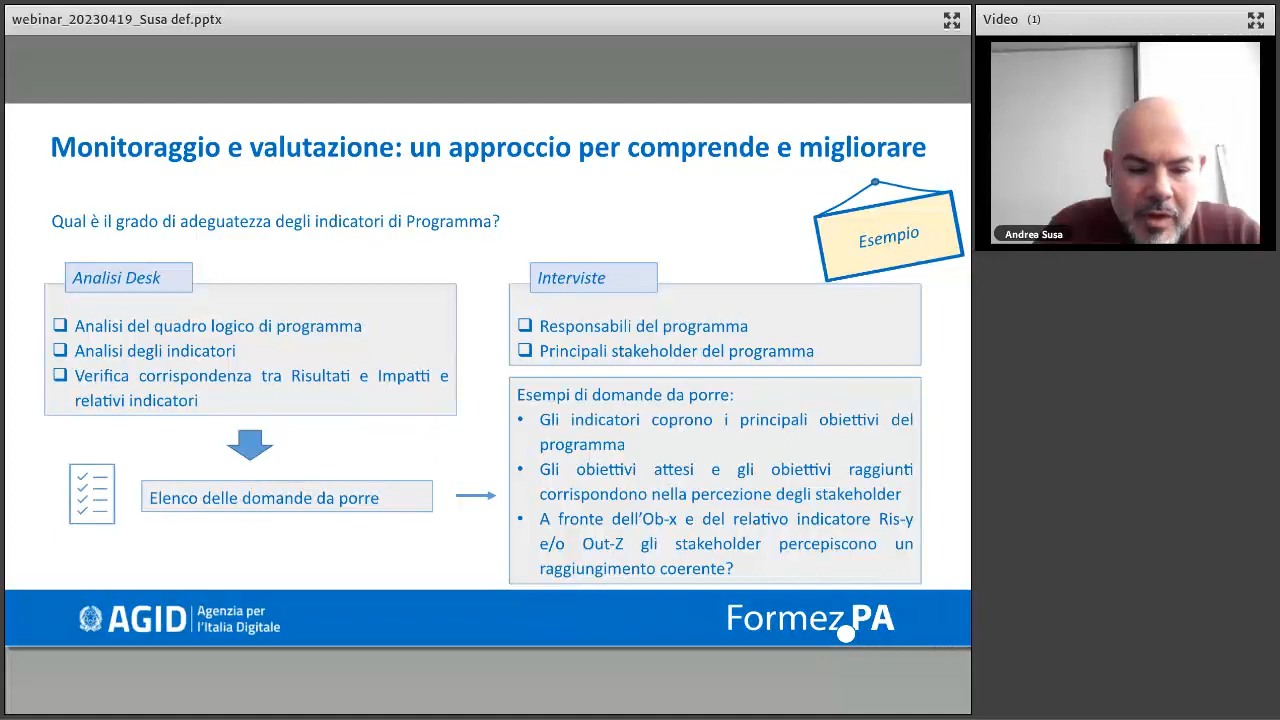 webinar_20230419_Susa def.pptx
Video (1)
Andrea Susa
Monitoraggio e valutazione: un approccio per comprende e migliorare
Qual è il grado di adeguatezza degli indicatori di Programma?
Esempio
Analisi Desk
Analisi del quadro logico di programma
Analisi degli indicatori
Verifica corrispondenza tra Risultati e Impatti e
relativi indicatori
Elenco delle domande da porre
Interviste
Responsabili del programma
Principali stakeholder del programma
Esempi di domande da porre:
• Gli indicatori coprono i principali obiettivi del
programma
• Gli obiettivi attesi e gli obiettivi raggiunti
corrispondono nella percezione degli stakeholder
• A fronte dell'Ob-x e del relativo indicatore Ris-y
e/o Out-Z gli stakeholder percepiscono un
raggiungimento coerente?
AGID
Agenzia per
l'Italia Digitale
Formez PA